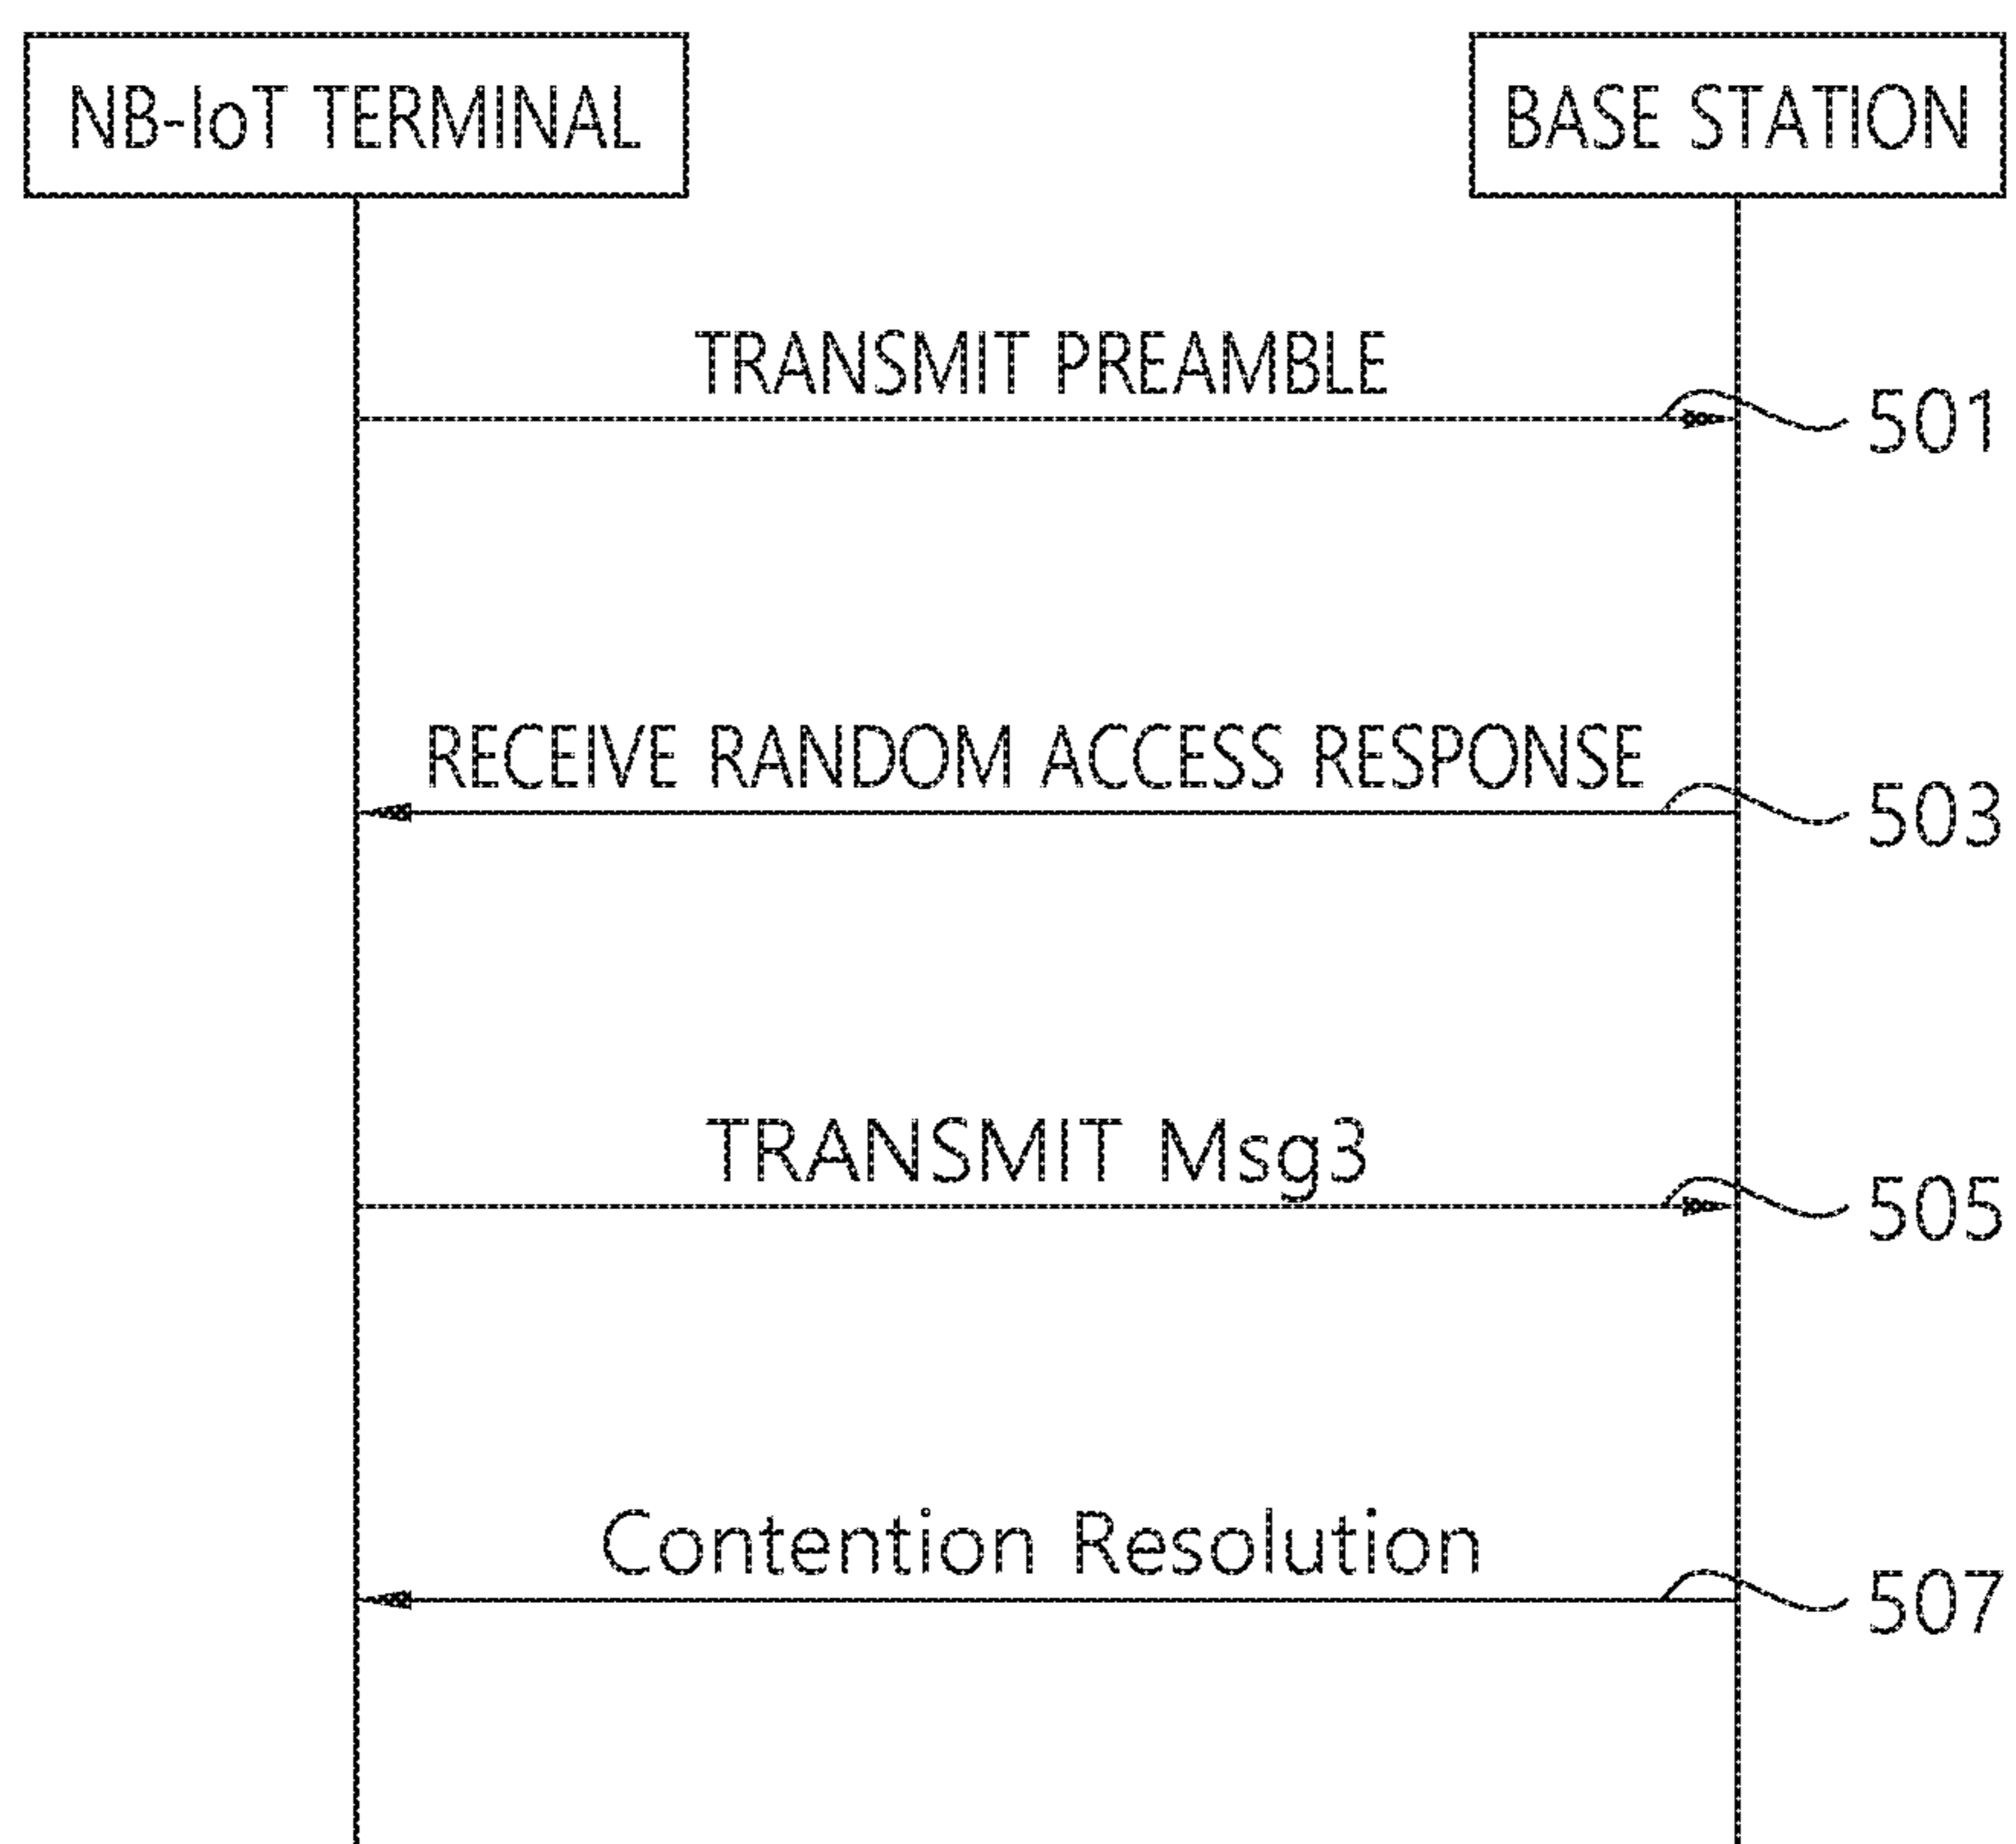 NB-IoT TERMINAL
BASE STATION
TRANSMIT PREAMBLE
501
RECEIVE RANDOM ACCESS RESPONSE
503
TRANSMIT Msg3
505
Contention Resolution
507